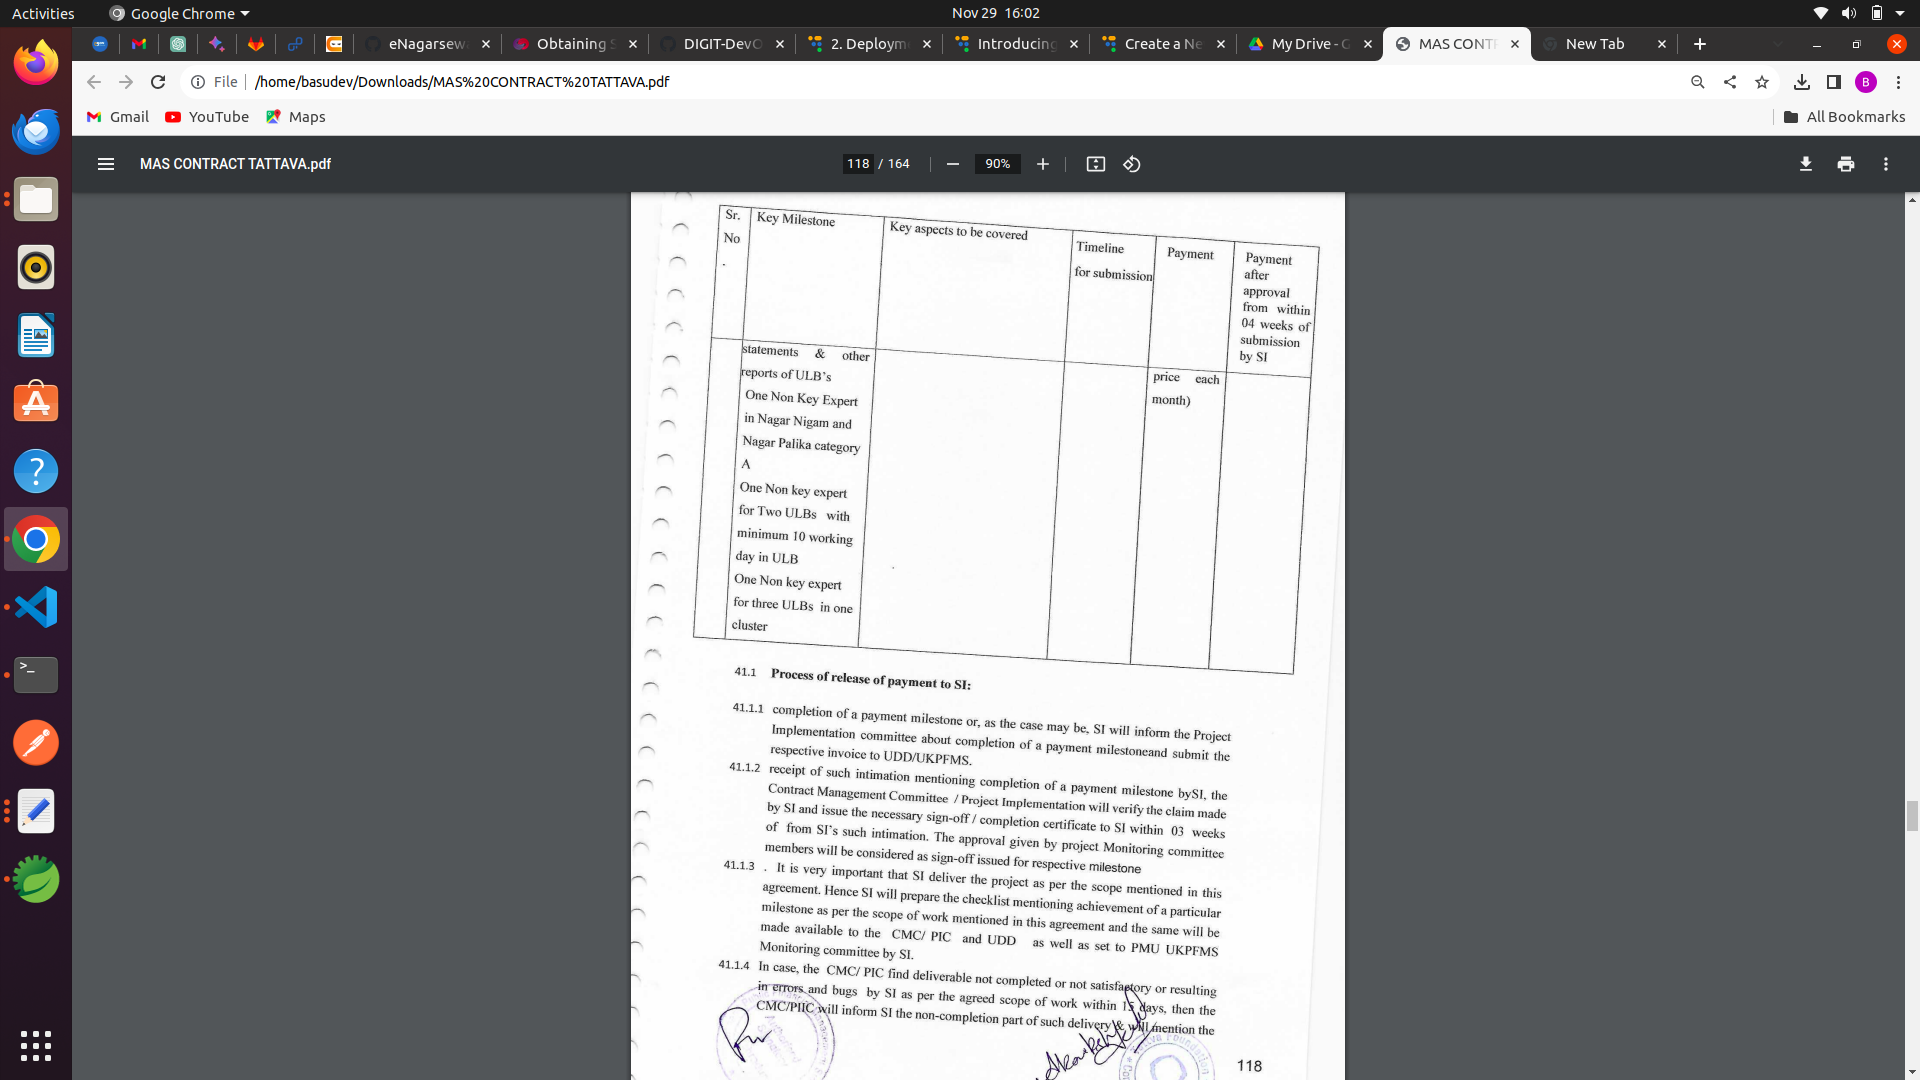 Activities
Google Chrome
Nov 29 16:02
eNagarsew
Obtaining S
DIGIT-DevO
2. Deploym
Introducing
Create a Ne
My Drive - G
MAS CONT
New Tab
File
/home/basudev/Downloads/MAS%20CONTRACT%20TATTAVA.pdf
B
Gmail
YouTube
Maps
All Bookmarks
MAS CONTRACT TATTAVA.pdf
118 / 164
90%
Sr.
No
.
Key Milestone
Key aspects to be covered
Timeline
for submission
Payment
Payment
after
approval
from within
04 weeks of
submission
by SI
statements & other
reports of ULB's
One Non Key Expert
in Nagar Nigam and
Nagar Palika category
A
One Non key expert
for Two ULBs with
minimum 10 working
day in ULB
One Non key expert
for three ULBs in one
cluster
price each
month)
41.1 Process of release of payment to SI:
41.1.1 completion of a payment milestone or, as the case may be, SI will inform the Project
Implementation committee about completion of a payment milestoneand submit the
respective invoice to UDD/UKPFMS.
41.1.2 receipt of such intimation mentioning completion of a payment milestone bySI, the
Contract Management Committee / Project Implementation will verify the claim made
by SI and issue the necessary sign-off / completion certificate to SI within 03 weeks
of from SI's such intimation. The approval given by project Monitoring committee
members will be considered as sign-off issued for respective milestone
41.1.3 . It is very important that SI deliver the project as per the scope mentioned in this
agreement. Hence SI will prepare the checklist mentioning achievement of a particular
milestone as per the scope of work mentioned in this agreement and the same will be
made available to the CMC/ PIC and UDD as well as set to PMU UKPFMS
Monitoring committee by SI.
41.1.4 In case, the CMC/ PIC find deliverable not completed or not satisfactory or resulting
in errors and bugs by SI as per the agreed scope of work within 15 days, then the
CMC/PIIC will inform SI the non-completion part of such delivery & will mention the
118